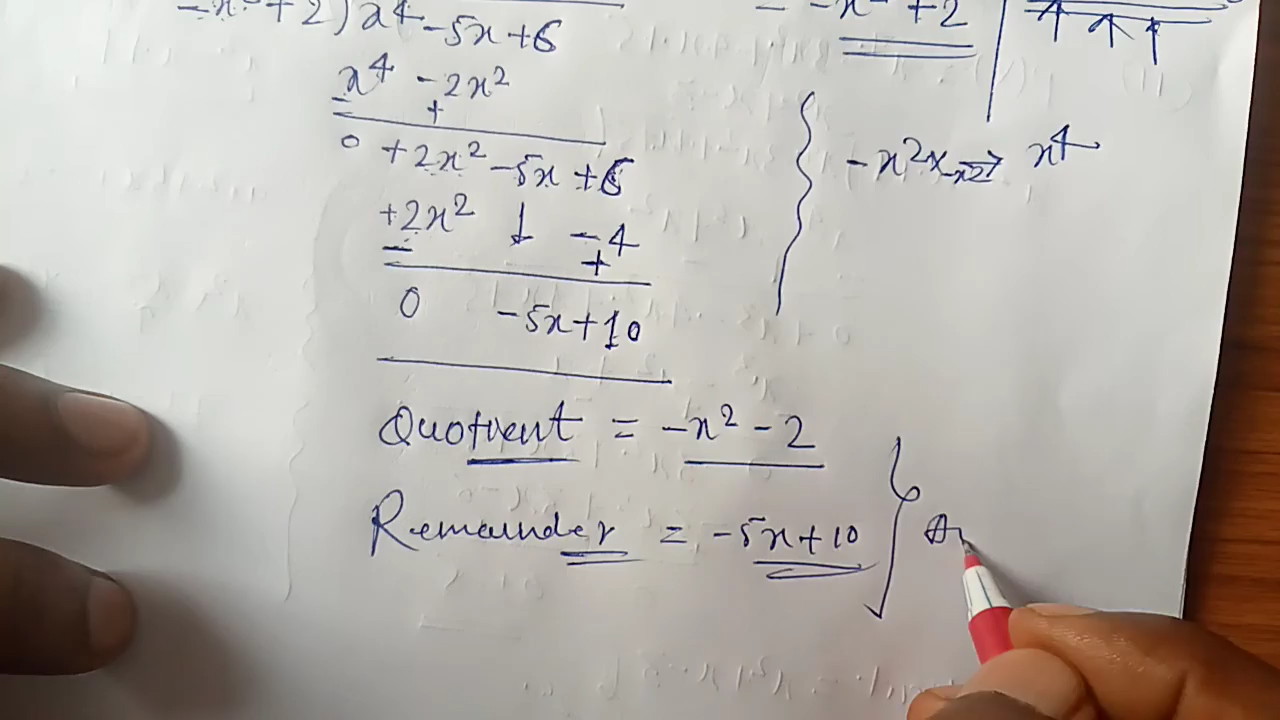 -x² + 2) x⁴ - 5x + 6
= -x² + 2
x⁴ - 2x²
- +
0 + 2x² - 5x + 6
-x² x -x² ⇒ x⁴
+2x² ↓ - 4
- +
0 - 5x + 10
Quotient = -x² - 2
Remainder = -5x + 10